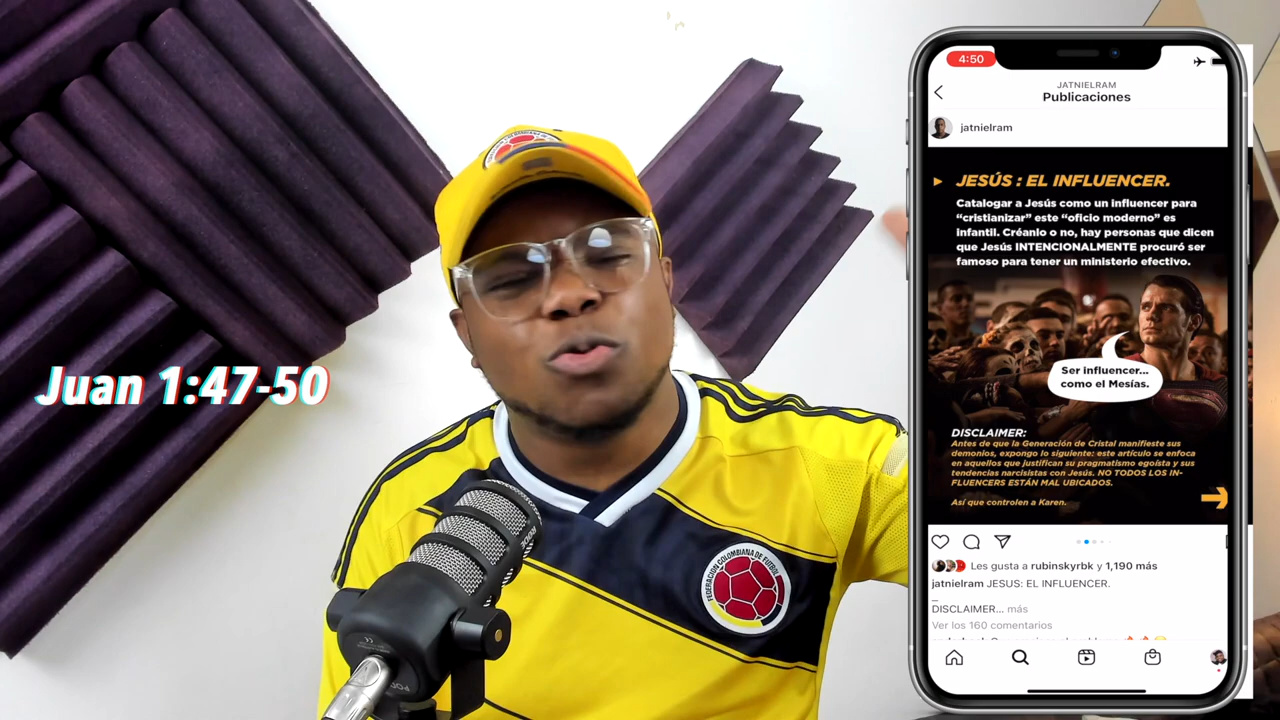 Juan 1:47-50
FEDERACION COLOMBIANA DE FUTBOL
RODE
4:50
JATNIELRAM
Publicaciones
jatnielram
JESÚS : EL INFLUENCER.
Catalogar a Jesús como un influencer para
“cristianizar” este “oficio moderno” es
infantil. Créanlo o no, hay personas que dicen
que Jesús INTENCIONALMENTE procuró ser
famoso para tener un ministerio efectivo.
Ser influencer...
como el Mesías.
DISCLAIMER:
Antes de que la Generación de Cristal manifieste sus
demonios, expongo lo siguiente: este artículo se enfoca
en aquellos que justifican su pragmatismo egoísta y sus
tendencias narcisistas con Jesús. NO TODOS LOS IN-
FLUENCERS ESTÁN MAL UBICADOS.
Así que controlen a Karen.
Les gusta a rubinskyrbk y 1,190 más
jatnielram JESUS: EL INFLUENCER.
_
DISCLAIMER... más
Ver los 160 comentarios